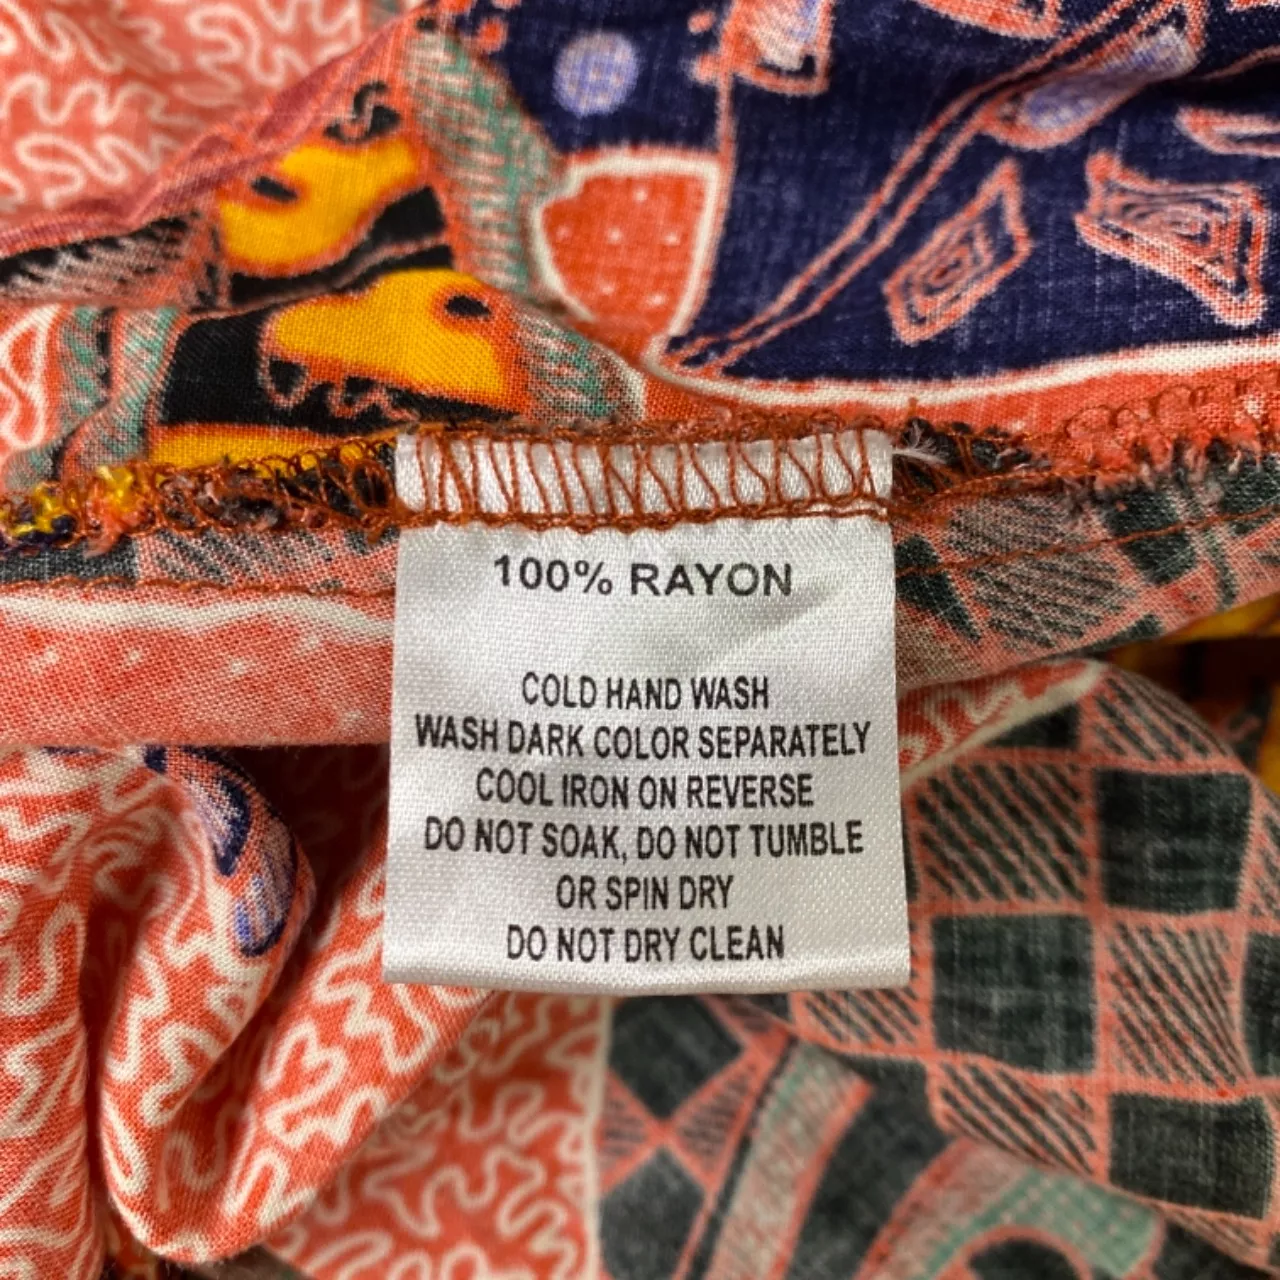 100% RAYON
COLD HAND WASH
WASH DARK COLOR SEPARATELY
COOL IRON ON REVERSE
DO NOT SOAK, DO NOT TUMBLE
OR SPIN DRY
DO NOT DRY CLEAN